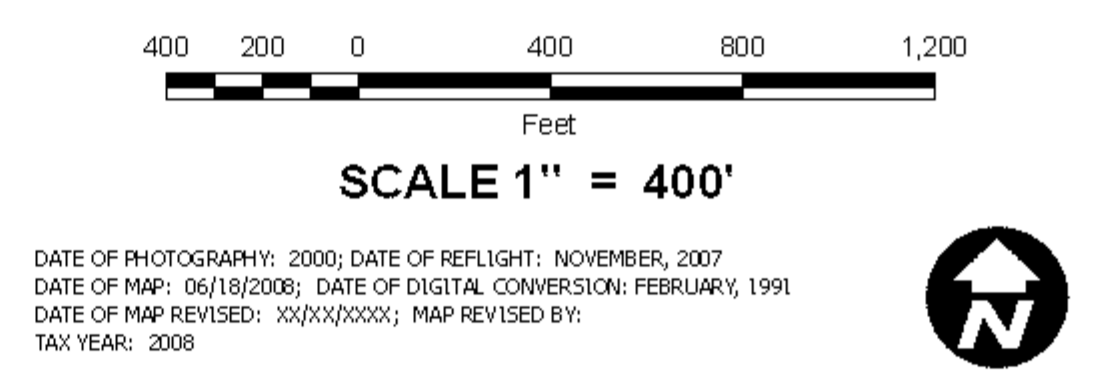 400 200 0 400 800 1,200
Feet
SCALE 1" = 400'
DATE OF PHOTOGRAPHY: 2000; DATE OF REFLIGHT: NOVEMBER, 2007
DATE OF MAP: 06/18/2008; DATE OF DIGITAL CONVERSION: FEBRUARY, 1991
DATE OF MAP REVISED: XX/XX/XXXX; MAP REVISED BY:
TAX YEAR: 2008
N